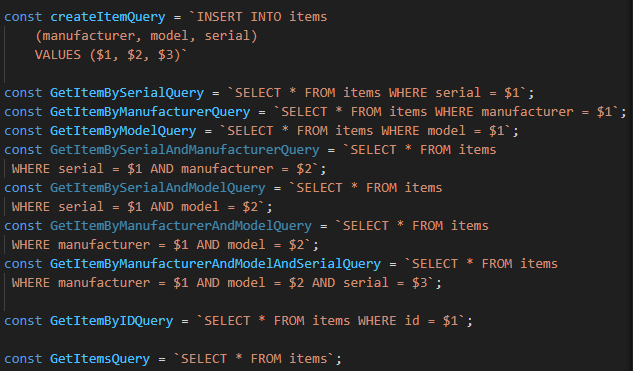 const createItemQuery = `INSERT INTO items
    (manufacturer, model, serial)
    VALUES ($1, $2, $3)`
const GetItemBySerialQuery = `SELECT * FROM items WHERE serial = $1`;
const GetItemByManufacturerQuery = `SELECT * FROM items WHERE manufacturer = $1`;
const GetItemByModelQuery = `SELECT * FROM items WHERE model = $1`;
const GetItemBySerialAndManufacturerQuery = `SELECT * FROM items
 WHERE serial = $1 AND manufacturer = $2`;
const GetItemBySerialAndModelQuery = `SELECT * FROM items
 WHERE serial = $1 AND model = $2`;
const GetItemByManufacturerAndModelQuery = `SELECT * FROM items
 WHERE manufacturer = $1 AND model = $2`;
const GetItemByManufacturerAndModelAndSerialQuery = `SELECT * FROM items
 WHERE manufacturer = $1 AND model = $2 AND serial = $3`;
const GetItemByIDQuery = `SELECT * FROM items WHERE id = $1`;
const GetItemsQuery = `SELECT * FROM items`;